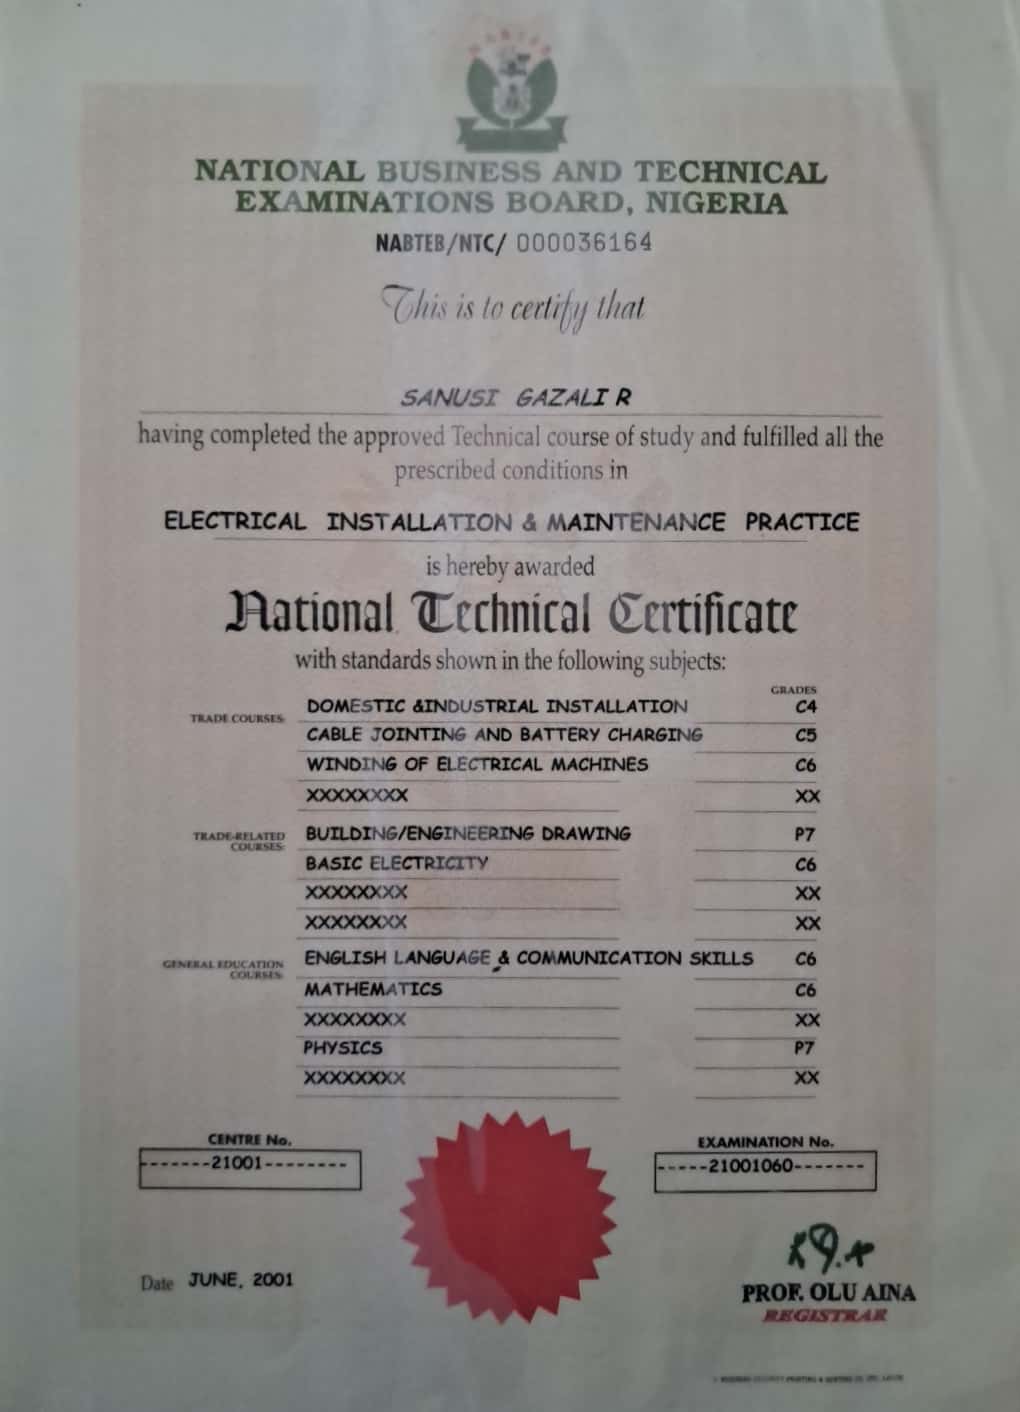 NABTEB
NATIONAL BUSINESS AND TECHNICAL
EXAMINATIONS BOARD, NIGERIA
NABTEB/NTC/ 000036164
This is to certify that
SANUSI GAZALI R
having completed the approved Technical course of study and fulfilled all the
prescribed conditions in
ELECTRICAL INSTALLATION & MAINTENANCE PRACTICE
is hereby awarded
National Technical Certificate
with standards shown in the following subjects:
GRADES
TRADE COURSES: DOMESTIC &INDUSTRIAL INSTALLATION C4
CABLE JOINTING AND BATTERY CHARGING C5
WINDING OF ELECTRICAL MACHINES C6
XXXXXXXX XX
TRADE-RELATED COURSES: BUILDING/ENGINEERING DRAWING P7
BASIC ELECTRICITY C6
XXXXXXXX XX
XXXXXXXX XX
GENERAL EDUCATION COURSES: ENGLISH LANGUAGE & COMMUNICATION SKILLS C6
MATHEMATICS C6
XXXXXXXX XX
PHYSICS P7
XXXXXXXX XX
CENTRE No. EXAMINATION No.
-------21001-------- -----21001060-------
Date JUNE, 2001
PROF. OLU AINA
REGISTRAR
SECURITY PRINTING & MINTING CO.